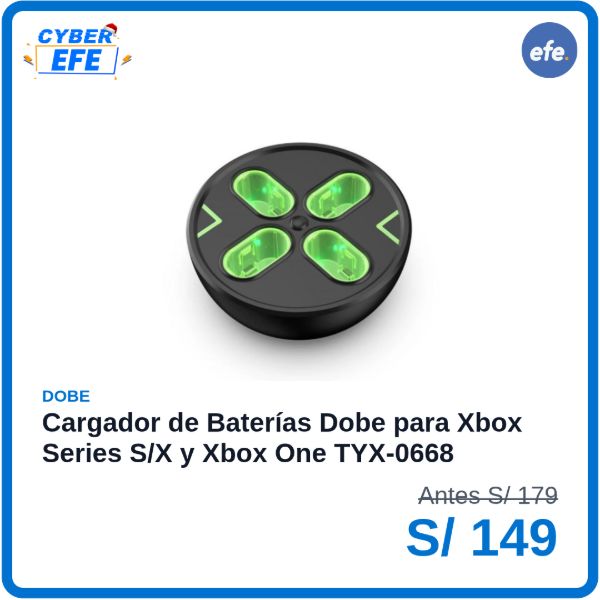 CYBER
EFE
efe.
DOBE
Cargador de Baterías Dobe para Xbox
Series S/X y Xbox One TYX-0668
Antes S/ 179
S/ 149